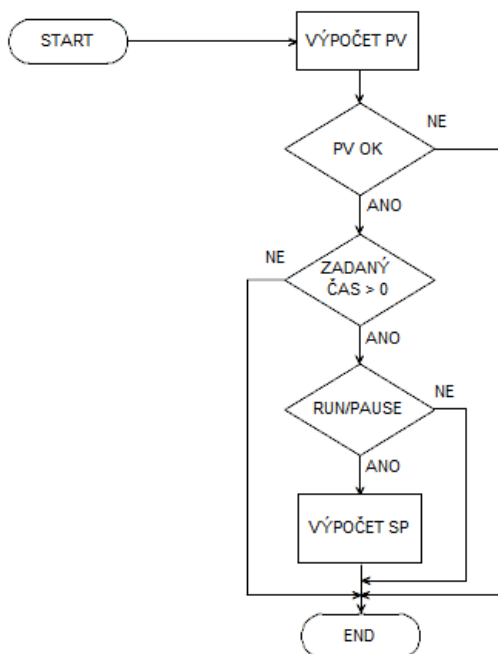 START
VÝPOČET PV
NE
PV OK
ANO
NE
ZADANÝ
ČAS > 0
ANO
NE
RUN/PAUSE
ANO
VÝPOČET SP
END